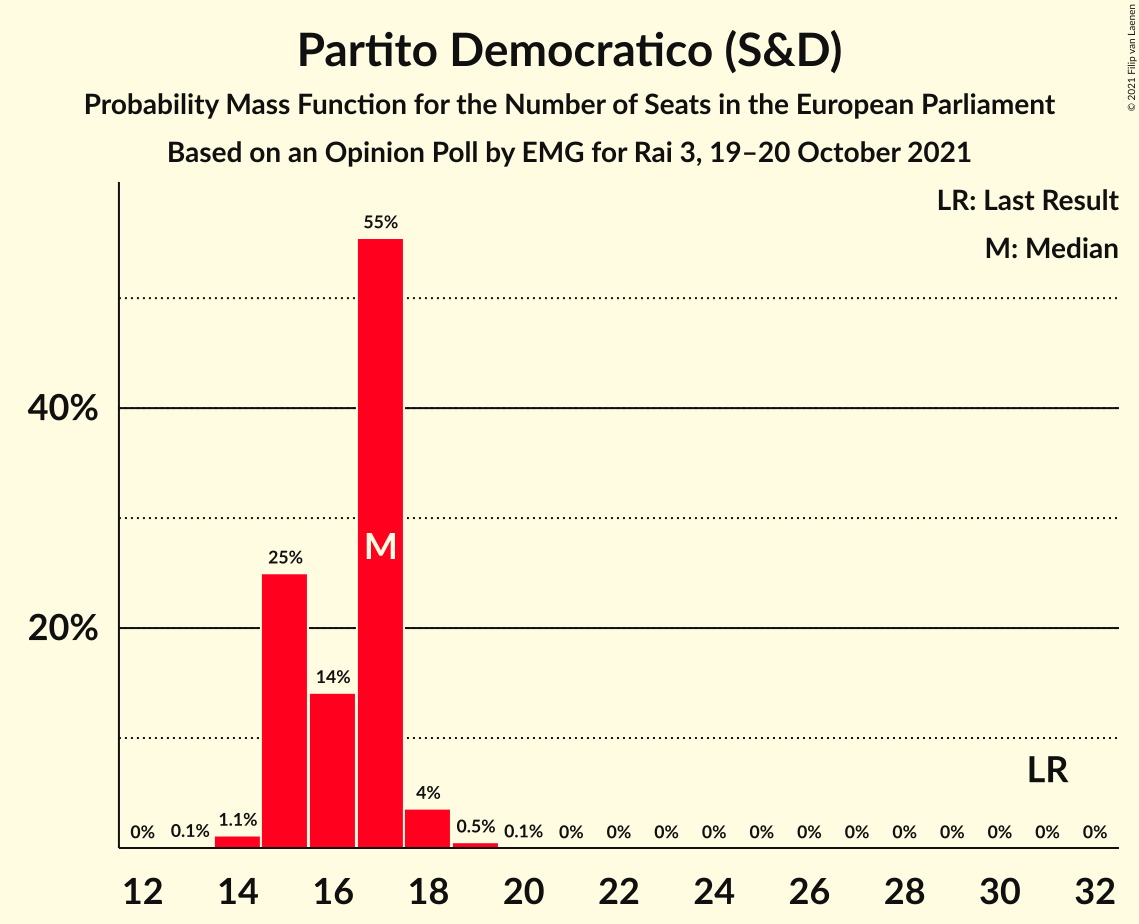 Partito Democratico (S&D)
Probability Mass Function for the Number of Seats in the European Parliament
Based on an Opinion Poll by EMG for Rai 3, 19–20 October 2021
© 2021 Filip van Laenen
LR: Last Result
M: Median
55%
40%
M
25%
20%
14%
LR
0% 0.1% 1.1% 4% 0.5% 0.1% 0% 0% 0% 0% 0% 0% 0% 0% 0% 0% 0% 0%
12 14 16 18 20 22 24 26 28 30 32